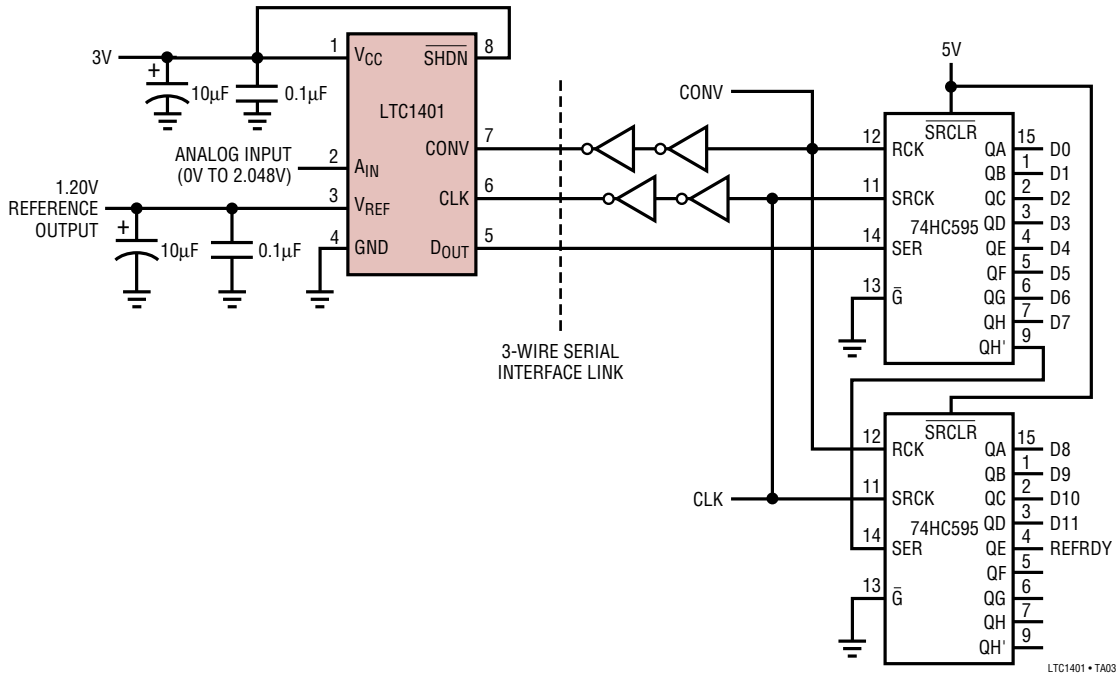 3V
+
10µF
0.1µF
1
VCC
SHDN
8
LTC1401
CONV
7
ANALOG INPUT
(0V TO 2.048V)
2
AIN
CLK
6
1.20V
REFERENCE
OUTPUT
3
VREF
4
GND
DOUT
5
+
10µF
0.1µF
3-WIRE SERIAL
INTERFACE LINK
CONV
CLK
5V
SRCLR
12
RCK
QA
15
D0
QB
1
D1
11
SRCK
QC
2
D2
QD
3
D3
74HC595
14
SER
QE
4
D4
QF
5
D5
13
G
QG
6
D6
QH
7
D7
QH'
9
SRCLR
12
RCK
QA
15
D8
QB
1
D9
11
SRCK
QC
2
D10
QD
3
D11
74HC595
14
SER
QE
4
REFRDY
QF
5
13
G
QG
6
QH
7
QH'
9
LTC1401 • TA03